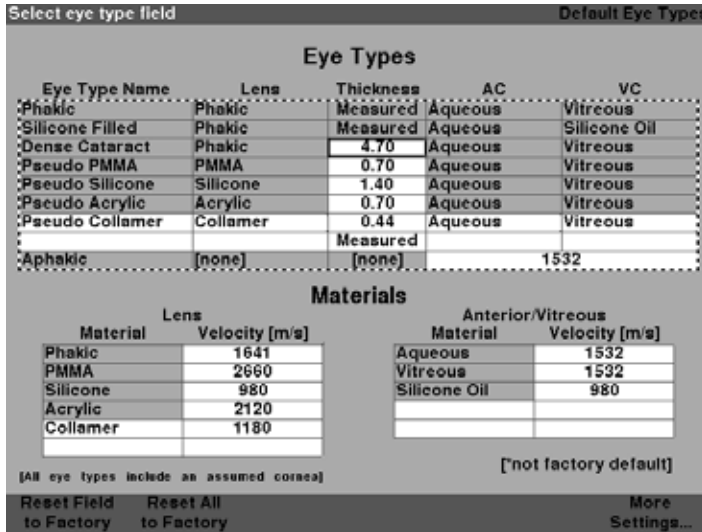 Select eye type field Default Eye Types
Eye Types
Eye Type Name Lens Thickness AC VC
Phakic Phakic Measured Aqueous Vitreous
Silicone Filled Phakic Measured Aqueous Silicone Oil
Dense Cataract Phakic 4.70 Aqueous Vitreous
Pseudo PMMA PMMA 0.70 Aqueous Vitreous
Pseudo Silicone Silicone 1.40 Aqueous Vitreous
Pseudo Acrylic Acrylic 0.70 Aqueous Vitreous
Pseudo Collamer Collamer 0.44 Aqueous Vitreous
Measured
Aphakic [none] [none] 1532
Materials
Lens Anterior/Vitreous
Material Velocity [m/s] Material Velocity [m/s]
Phakic 1641 Aqueous 1532
PMMA 2660 Vitreous 1532
Silicone 980 Silicone Oil 980
Acrylic 2120
Collamer 1180
[*not factory default]
[All eye types include an assumed cornea]
Reset Field Reset All More
to Factory to Factory Settings...